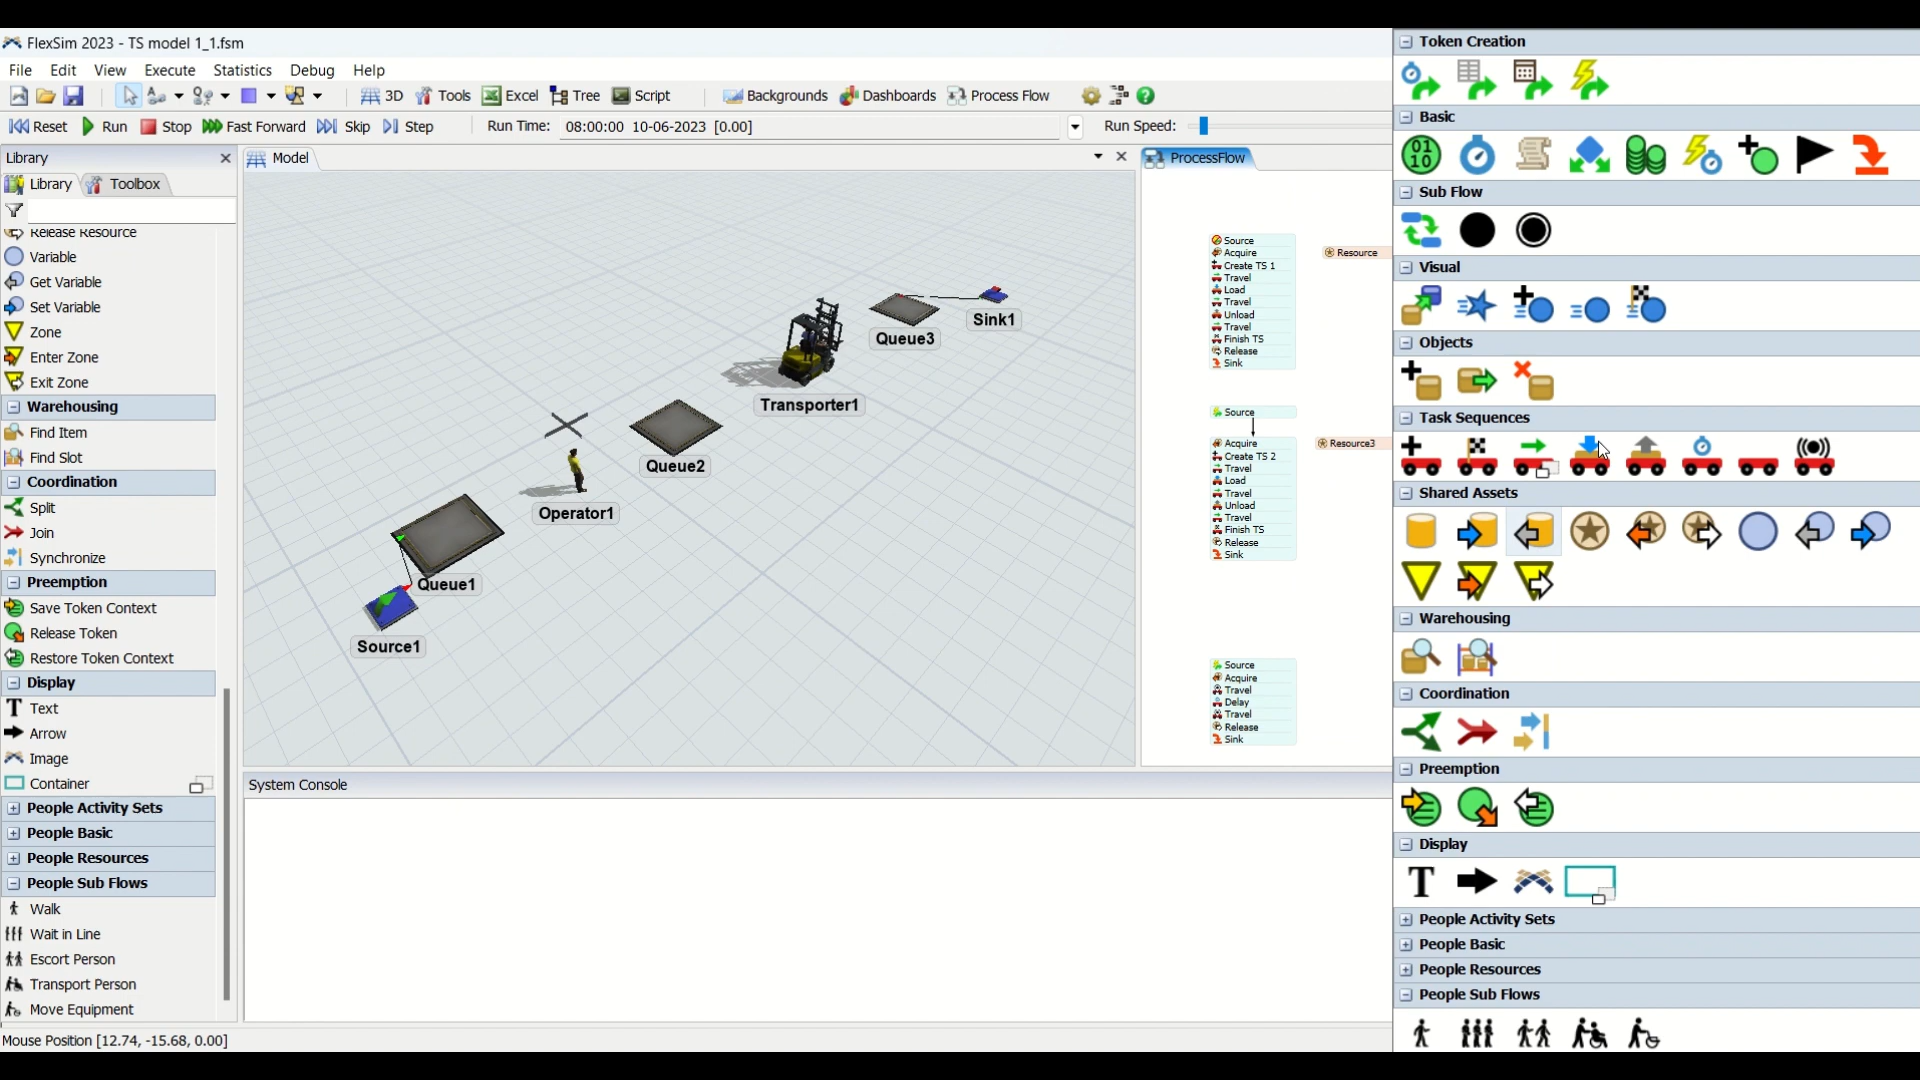 FlexSim 2023 - TS model 1_1.fsm
File Edit View Execute Statistics Debug Help
3D Tools Excel Tree Script Backgrounds Dashboards Process Flow
Reset Run Stop Fast Forward Skip Step Run Time: 08:00:00 10-06-2023 [0.00] Run Speed:
Library
Library Toolbox
Release Resource
Variable
Get Variable
Set Variable
Zone
Enter Zone
Exit Zone
Warehousing
Find Item
Find Slot
Coordination
Split
Join
Synchronize
Preemption
Save Token Context
Release Token
Restore Token Context
Display
Text
Arrow
Image
Container
People Activity Sets
People Basic
People Resources
People Sub Flows
Walk
Wait in Line
Escort Person
Transport Person
Move Equipment
Mouse Position [12.74, -15.68, 0.00]
Model
Sink1
Queue3
Transporter1
Queue2
Operator1
Queue1
Source1
System Console
ProcessFlow
Source
Acquire
Create TS 1
Travel
Load
Travel
Unload
Travel
Finish TS
Release
Sink
Resource
Source
Acquire
Create TS 2
Travel
Load
Travel
Unload
Travel
Finish TS
Release
Sink
Resource3
Source
Acquire
Travel
Delay
Travel
Release
Sink
Token Creation
Basic
01
10
Sub Flow
Visual
Objects
Task Sequences
Shared Assets
Warehousing
Coordination
Preemption
Display
T
People Activity Sets
People Basic
People Resources
People Sub Flows